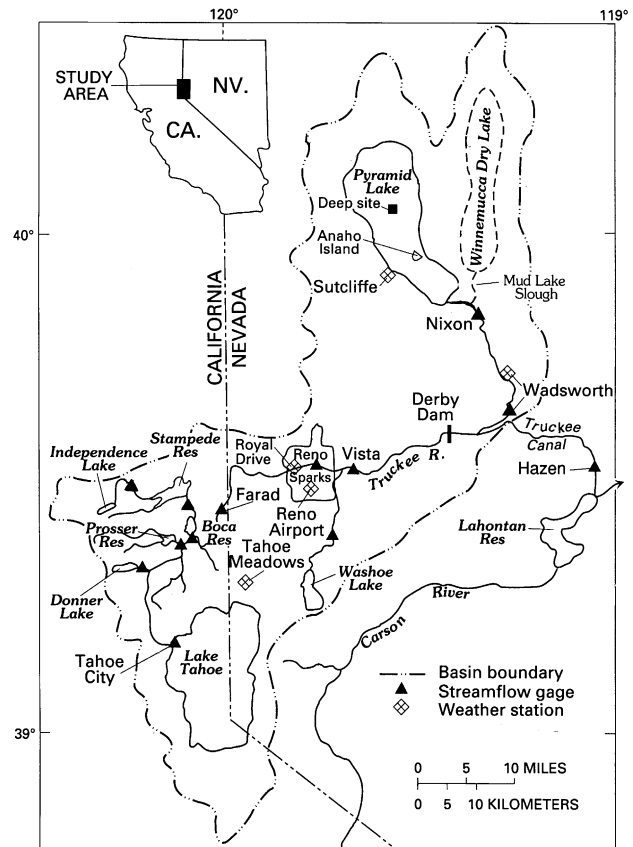 120°
119°
STUDY
AREA
NV.
CA.
Pyramid
Lake
Deep site
Winnemucca Dry Lake
40°
Anaho
Island
Sutcliffe
Mud Lake
Slough
Nixon
CALIFORNIA
NEVADA
Wadsworth
Derby
Dam
Truckee
Canal
Independence
Lake
Stampede
Res
Royal
Drive
Reno
Sparks
Vista
Truckee R.
Hazen
Farad
Reno
Airport
Prosser
Res
Boca
Res
Lahontan
Res
Tahoe
Meadows
Washoe
Lake
Donner
Lake
Carson River
Tahoe
City
Lake
Tahoe
Basin boundary
Streamflow gage
Weather station
39°
0 5 10 MILES
0 5 10 KILOMETERS